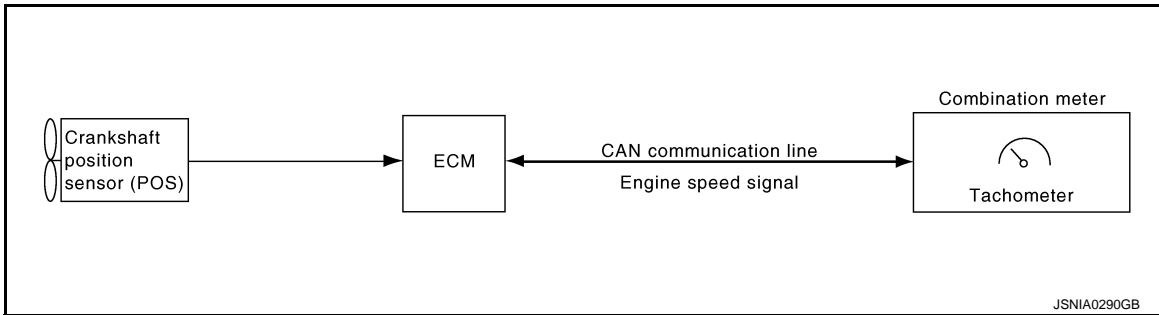 Crankshaft
position
sensor (POS)
ECM
CAN communication line
Engine speed signal
Combination meter
Tachometer
JSNIA0290GB